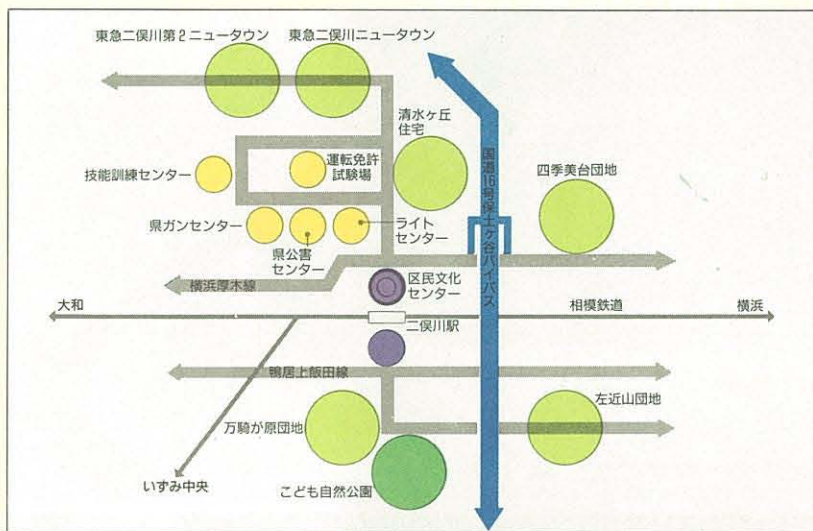 東急二俣川第2ニュータウン
東急二俣川ニュータウン
清水ヶ丘
住宅
技能訓練センター
運転免許
試験場
国道16号保土ヶ谷バイパス
四季美台団地
県ガンセンター
県公害
センター
ライト
センター
横浜厚木線
区民文化
センター
大和
相模鉄道
横浜
二俣川駅
鴨居上飯田線
万騎が原団地
左近山団地
いずみ中央
こども自然公園